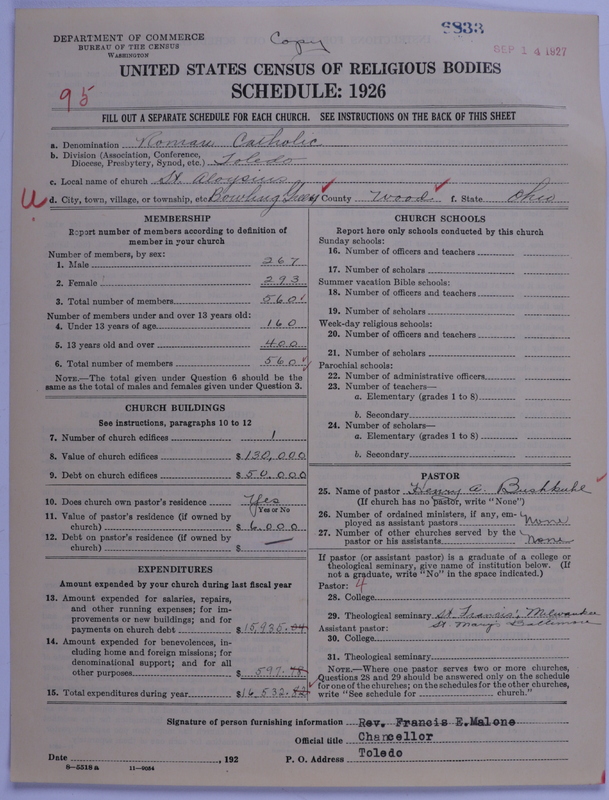 DEPARTMENT OF COMMERCE
BUREAU OF THE CENSUS
WASHINGTON
Copy
5833
SEP 14 1927
UNITED STATES CENSUS OF RELIGIOUS BODIES
SCHEDULE: 1926
95
FILL OUT A SEPARATE SCHEDULE FOR EACH CHURCH. SEE INSTRUCTIONS ON THE BACK OF THIS SHEET
a. Denomination Roman Catholic
b. Division (Association, Conference, Diocese, Presbytery, Synod, etc.) Toledo
c. Local name of church St. Aloysius
d. City, town, village, or township, etc. Bowling Green e. County Wood f. State Ohio
MEMBERSHIP
Report number of members according to definition of
member in your church
Number of members, by sex:
1. Male 267
2. Female 293
3. Total number of members 560
Number of members under and over 13 years old:
4. Under 13 years of age 160
5. 13 years old and over 400
6. Total number of members 560
NOTE.—The total given under Question 6 should be the
same as the total of males and females given under Question 3.
CHURCH BUILDINGS
See instructions, paragraphs 10 to 12
7. Number of church edifices 1
8. Value of church edifices $130,000
9. Debt on church edifices $50,000
10. Does church own pastor's residence Yes
Yes or No
11. Value of pastor's residence (if owned by
church) $6,000
12. Debt on pastor's residence (if owned by
church) $ —
EXPENDITURES
Amount expended by your church during last fiscal year
13. Amount expended for salaries, repairs,
and other running expenses; for im-
provements or new buildings; and for
payments on church debt $15,935.04
14. Amount expended for benevolences, in-
cluding home and foreign missions; for
denominational support; and for all
other purposes $597.
15. Total expenditures during year $16,532.
CHURCH SCHOOLS
Report here only schools conducted by this church
Sunday schools:
16. Number of officers and teachers
17. Number of scholars
Summer vacation Bible schools:
18. Number of officers and teachers
19. Number of scholars
Week-day religious schools:
20. Number of officers and teachers
21. Number of scholars
Parochial schools:
22. Number of administrative officers
23. Number of teachers—
a. Elementary (grades 1 to 8)
b. Secondary
24. Number of scholars—
a. Elementary (grades 1 to 8)
b. Secondary
PASTOR
25. Name of pastor Henry A. Bushkuhl
(If church has no pastor, write "None")
26. Number of ordained ministers, if any, em-
ployed as assistant pastors None
27. Number of other churches served by the
pastor or his assistants None
If pastor (or assistant pastor) is a graduate of a college or
theological seminary, give name of institution below. (If
not a graduate, write "No" in the space indicated.)
Pastor: 4
28. College
29. Theological seminary St. Francis, Milwaukee
St. Mary's Baltimore
Assistant pastor:
30. College
31. Theological seminary
NOTE.—Where one pastor serves two or more churches,
Questions 28 and 29 should be answered only on the schedule
for one of the churches; on the schedules for the other churches,
write "See schedule for church."
Signature of person furnishing information Rev. Francis E.Malone
Official title Chancellor
Date , 192 P. O. Address Toledo
8—5518 a 11—9054